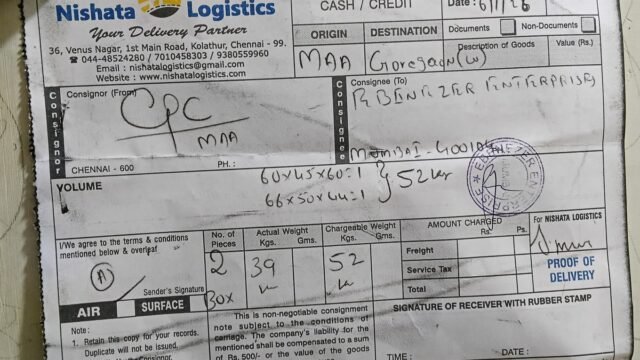 Nishata Logistics
Your Delivery Partner
36, Venus Nagar, 1st Main Road, Kolathur, Chennai - 99.
044-48524280 / 7010458303 / 9380559960
Email : nishatalogistics@gmail.com
Website : www.nishatalogistics.com
CASH / CREDIT
Date : 6/1/26
ORIGIN
DESTINATION
Documents
Non-Documents
MAA
Goregaon (W)
Description of Goods
Value (Rs.)
Consignor
Consignor (From)
CPC
MAA
CHENNAI - 600
PH. :
Consignee
Consignee (To)
EBENEZER ENTERPRISES
MUMBAI -
VOLUME
60x45x60=1
66x50x44=1
52 kg
EBENEZER ENTERPRISE
I/We agree to the terms & conditions
mentioned below & overleaf
Sender's Signature
AIR
SURFACE
No. of Pieces
Actual Weight
Kgs. Gms.
Chargeable Weight
Kgs. Gms.
2
BOX
39
52
AMOUNT CHARGED
Rs. Ps.
Freight
Service Tax
Total
For NISHATA LOGISTICS
PROOF OF
DELIVERY
SIGNATURE OF RECEIVER WITH RUBBER STAMP
TIME :
DATE :
Note :
1. Retain this copy for your records.
Duplicate will not be issued.
This is non-negotiable consignment
note subject to the conditions of
carriage. The company's liability for
the mentioned shall be compensated to a sum
of Rs. 500/- or the value of the goods